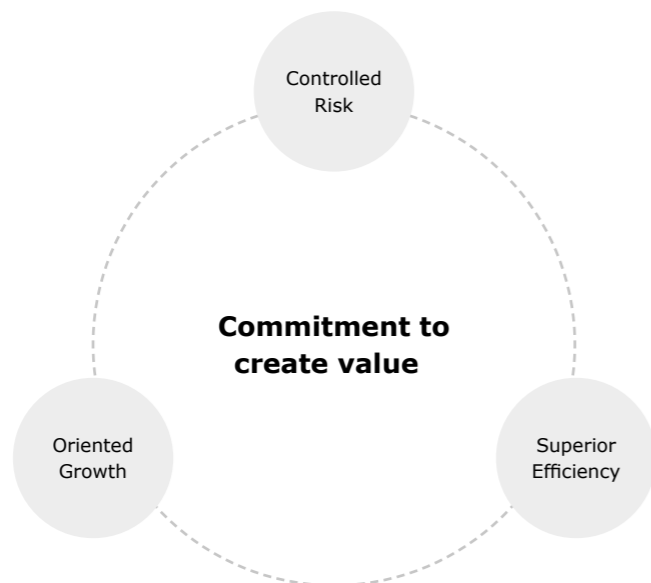 Controlled
Risk
Commitment to
create value
Oriented
Growth
Superior
Efficiency